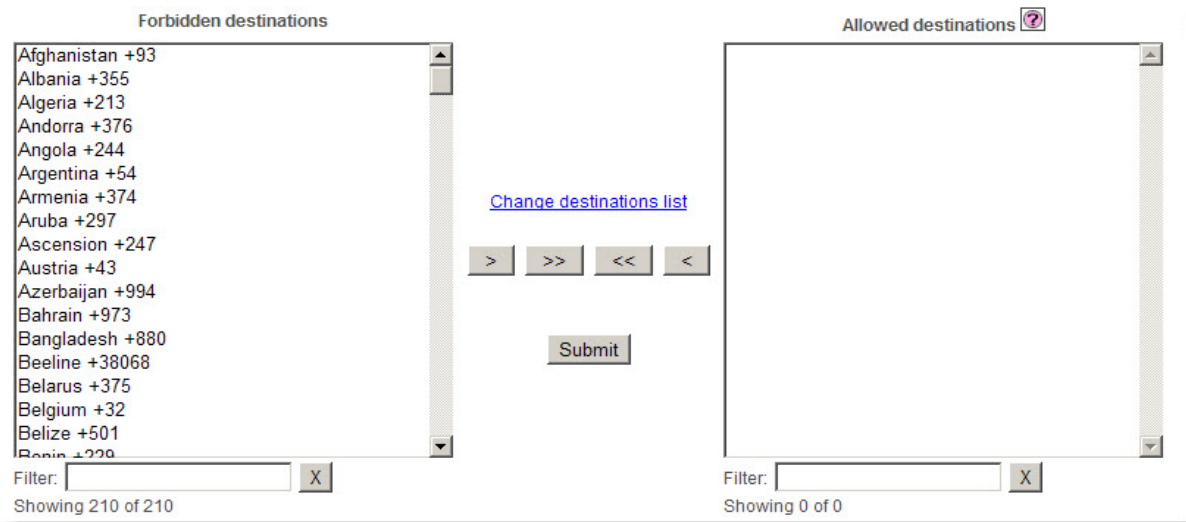 Forbidden destinations
Afghanistan +93
Albania +355
Algeria +213
Andorra +376
Angola +244
Argentina +54
Armenia +374
Aruba +297
Ascension +247
Austria +43
Azerbaijan +994
Bahrain +973
Bangladesh +880
Beeline +38068
Belarus +375
Belgium +32
Belize +501
Benin +229
Filter: X
Showing 210 of 210
Change destinations list
> >> << <
Submit
Allowed destinations ?
Filter: X
Showing 0 of 0